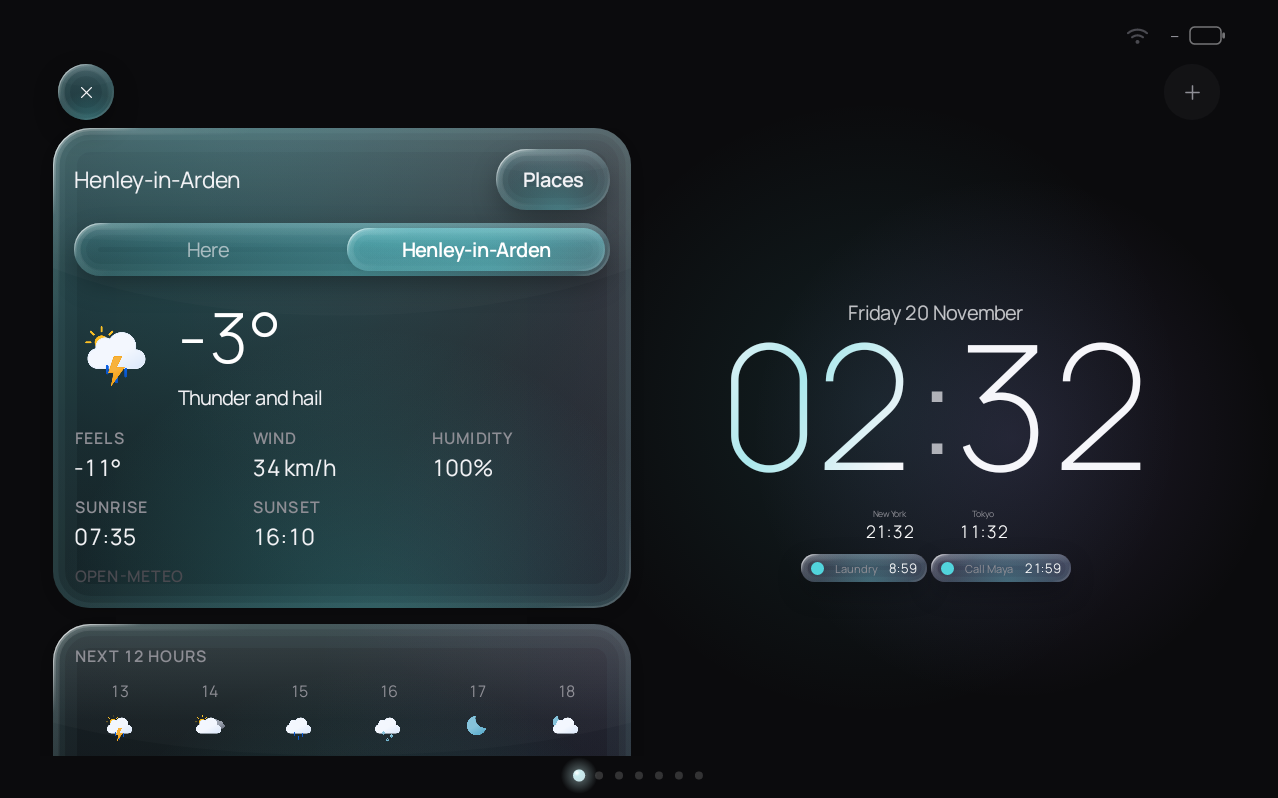 Henley-in-Arden
Places
Here
Henley-in-Arden
-3°
Thunder and hail
FEELS
WIND
HUMIDITY
-11°
34 km/h
100%
SUNRISE
SUNSET
07:35
16:10
OPEN-METEO
NEXT 12 HOURS
13 14 15 16 17 18
Friday 20 November
02:32
New York
Tokyo
21:32
11:32
Laundry 8:59
Call Maya 21:59